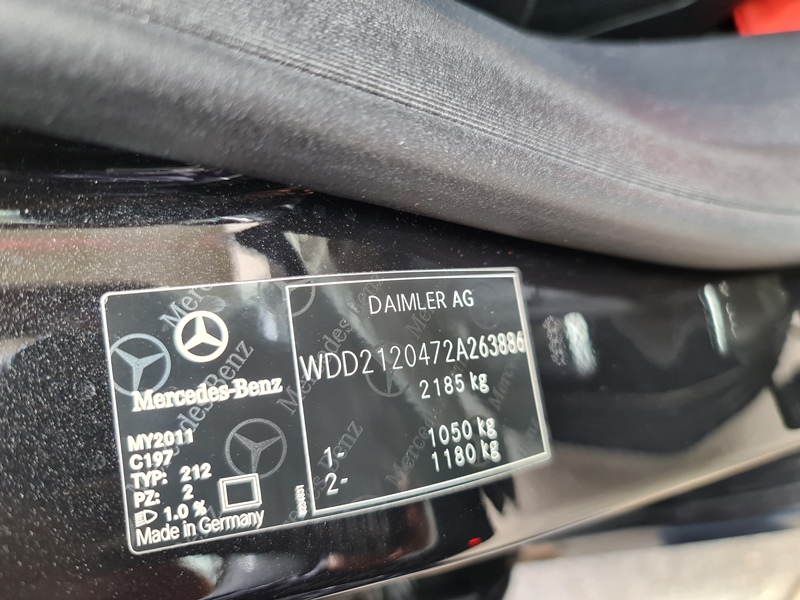 Mercedes-Benz
MY2011
C197
TYP: 212
PZ: 2
1.0 %
Made in Germany
DAIMLER AG
WDD2120472A263886
2185 kg
1- 1050 kg
2- 1180 kg